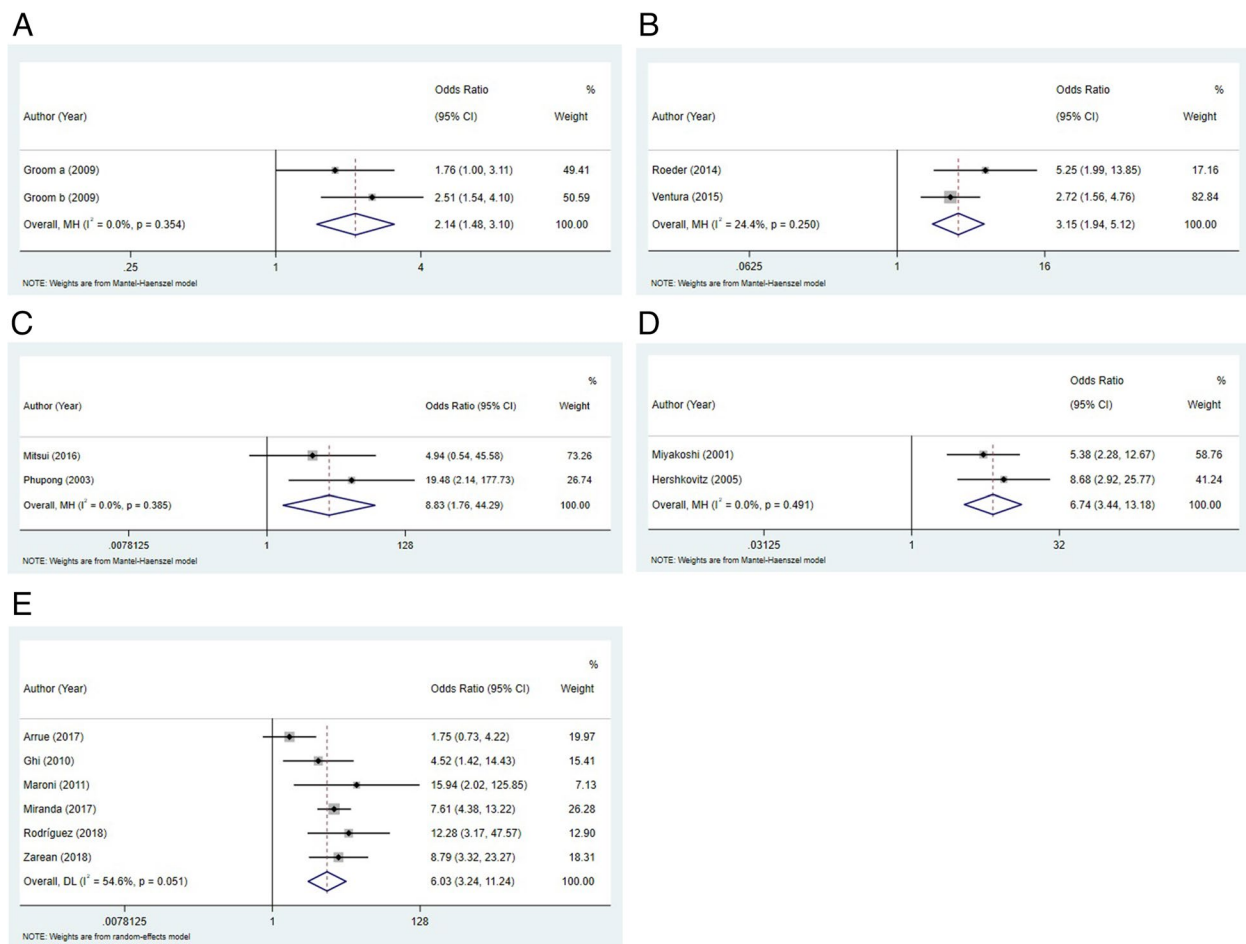 A
Odds Ratio %
Author (Year) (95% CI) Weight
Groom a (2009) 1.76 (1.00, 3.11) 49.41
Groom b (2009) 2.51 (1.54, 4.10) 50.59
Overall, MH (I² = 0.0%, p = 0.354) 2.14 (1.48, 3.10) 100.00
.25 1 4
NOTE: Weights are from Mantel-Haenszel model
B
Odds Ratio %
Author (Year) (95% CI) Weight
Roeder (2014) 5.25 (1.99, 13.85) 17.16
Ventura (2015) 2.72 (1.56, 4.76) 82.84
Overall, MH (I² = 24.4%, p = 0.250) 3.15 (1.94, 5.12) 100.00
.0625 1 16
NOTE: Weights are from Mantel-Haenszel model
C
%
Author (Year) Odds Ratio (95% CI) Weight
Mitsui (2016) 4.94 (0.54, 45.58) 73.26
Phupong (2003) 19.48 (2.14, 177.73) 26.74
Overall, MH (I² = 0.0%, p = 0.385) 8.83 (1.76, 44.29) 100.00
.0078125 1 128
NOTE: Weights are from Mantel-Haenszel model
D
Odds Ratio %
Author (Year) (95% CI) Weight
Miyakoshi (2001) 5.38 (2.28, 12.67) 58.76
Hershkovitz (2005) 8.68 (2.92, 25.77) 41.24
Overall, MH (I² = 0.0%, p = 0.491) 6.74 (3.44, 13.18) 100.00
.03125 1 32
NOTE: Weights are from Mantel-Haenszel model
E
%
Author (Year) Odds Ratio (95% CI) Weight
Arrue (2017) 1.75 (0.73, 4.22) 19.97
Ghi (2010) 4.52 (1.42, 14.43) 15.41
Maroni (2011) 15.94 (2.02, 125.85) 7.13
Miranda (2017) 7.61 (4.38, 13.22) 26.28
Rodríguez (2018) 12.28 (3.17, 47.57) 12.90
Zarean (2018) 8.79 (3.32, 23.27) 18.31
Overall, DL (I² = 54.6%, p = 0.051) 6.03 (3.24, 11.24) 100.00
.0078125 1 128
NOTE: Weights are from random-effects model